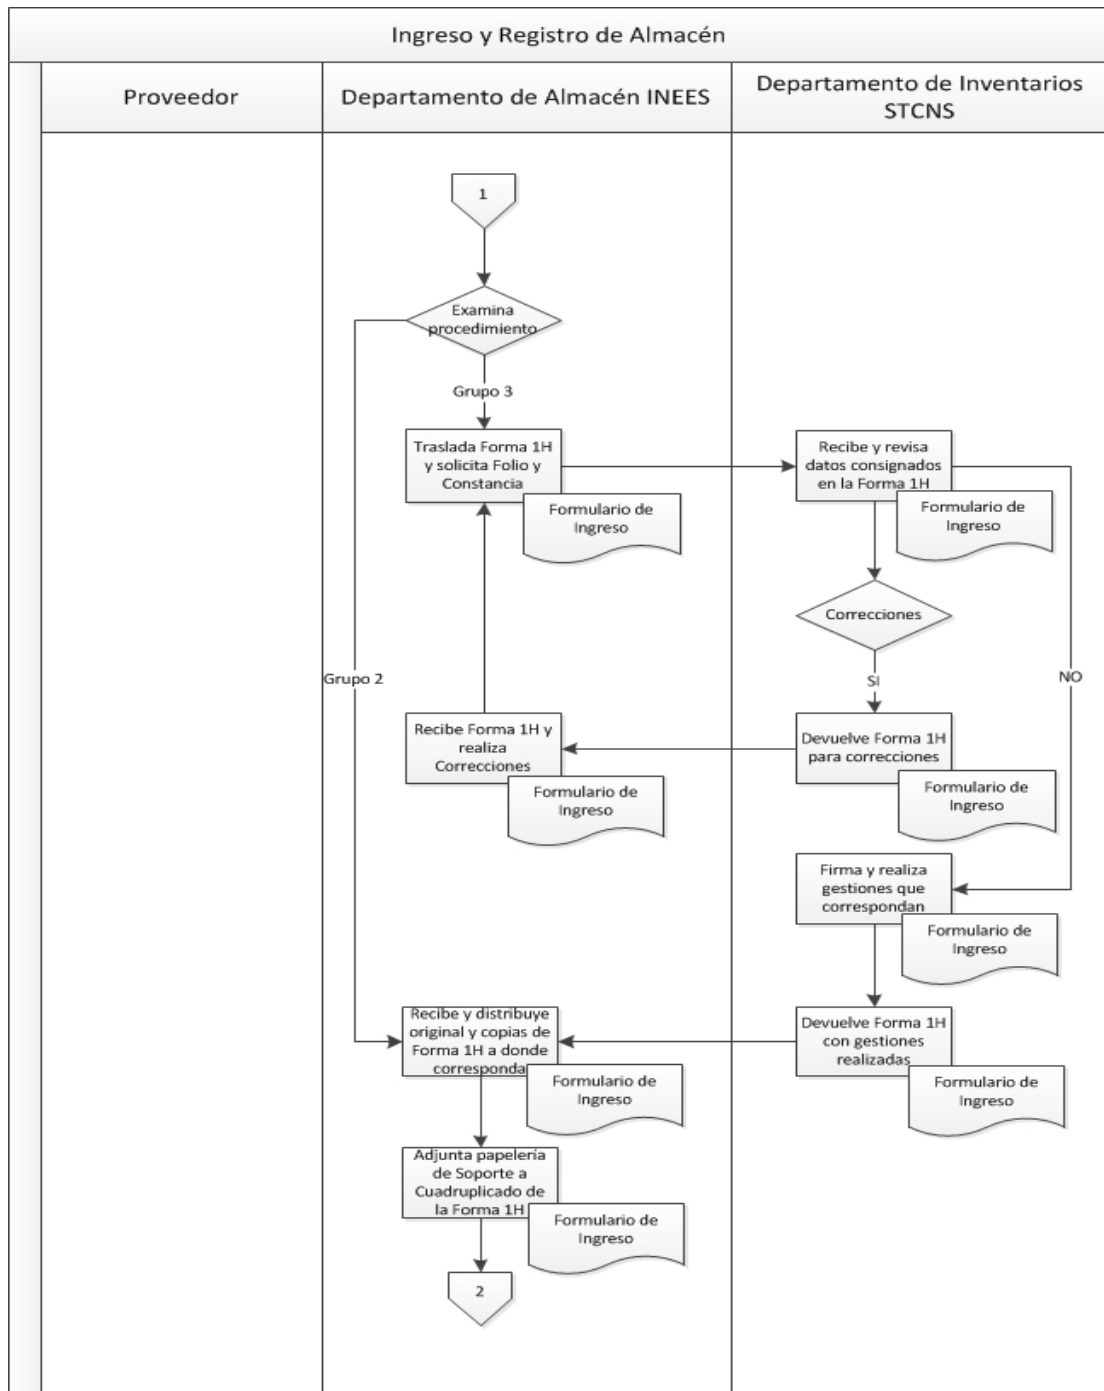 Ingreso y Registro de Almacén
Proveedor
Departamento de Almacén INEES
Departamento de Inventarios
STCNS
1
Examina
procedimiento
Grupo 3
Traslada Forma 1H
y solicita Folio y
Constancia
Formulario de
Ingreso
Recibe y revisa
datos consignados
en la Forma 1H
Formulario de
Ingreso
Correcciones
SI
NO
Grupo 2
Recibe Forma 1H y
realiza
Correcciones
Formulario de
Ingreso
Devuelve Forma 1H
para correcciones
Formulario de
Ingreso
Firma y realiza
gestiones que
correspondan
Formulario de
Ingreso
Recibe y distribuye
original y copias de
Forma 1H a donde
corresponda
Formulario de
Ingreso
Devuelve Forma 1H
con gestiones
realizadas
Formulario de
Ingreso
Adjunta papelería
de Soporte a
Cuadruplicado de
la Forma 1H
Formulario de
Ingreso
2